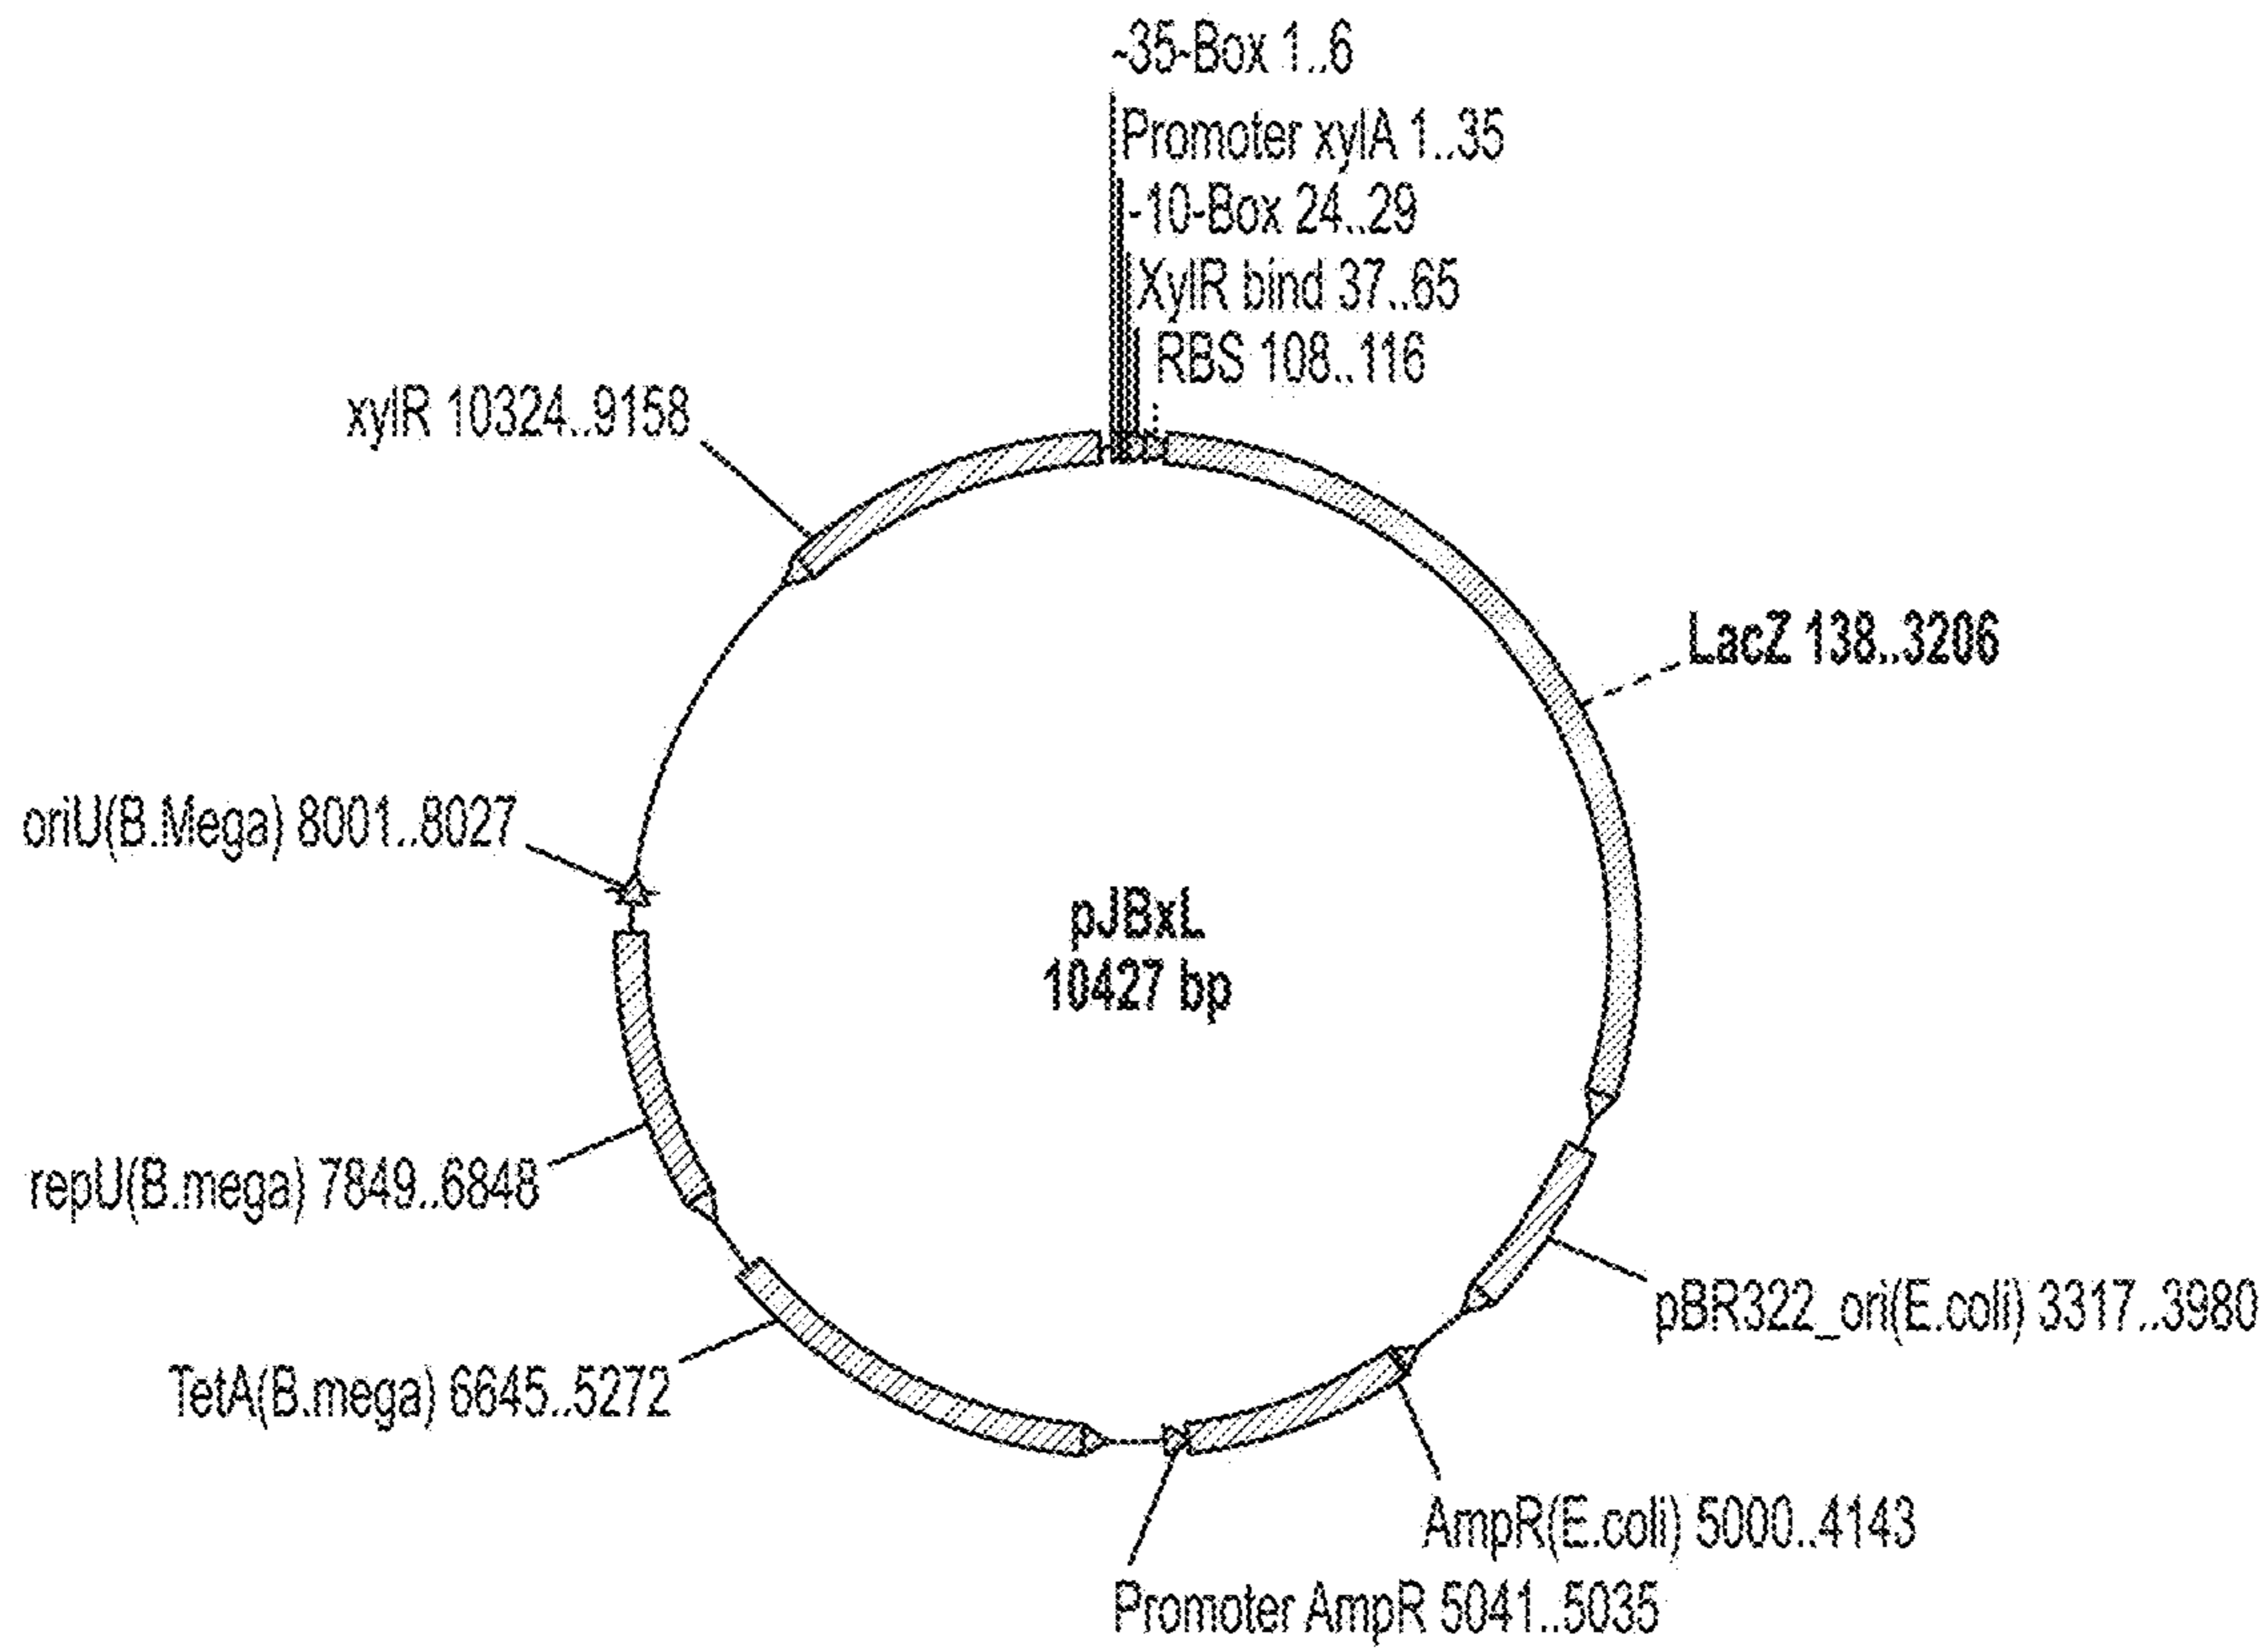 -35-Box 1..6
Promoter xylA 1..35
-10-Box 24..29
XylR bind 37..65
RBS 108..116
xylR 10324..9158
LacZ 138..3206
oriU(B.Mega) 8001..8027
pJBxL
10427 bp
repU(B.mega) 7849..6848
pBR322_ori(E.coli) 3317..3980
TetA(B.mega) 6645..5272
AmpR(E.coli) 5000..4143
Promoter AmpR 5041..5035